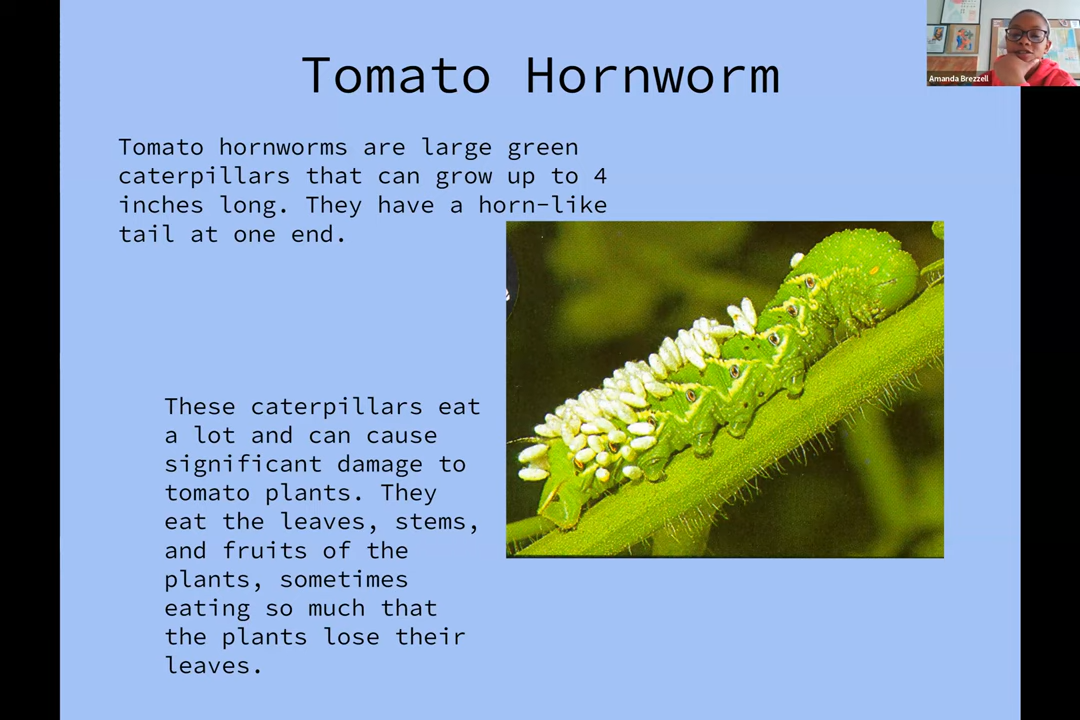 Tomato Hornworm
Amanda Brezzell
Tomato hornworms are large green
caterpillars that can grow up to 4
inches long. They have a horn-like
tail at one end.
These caterpillars eat
a lot and can cause
significant damage to
tomato plants. They
eat the leaves, stems,
and fruits of the
plants, sometimes
eating so much that
the plants lose their
leaves.